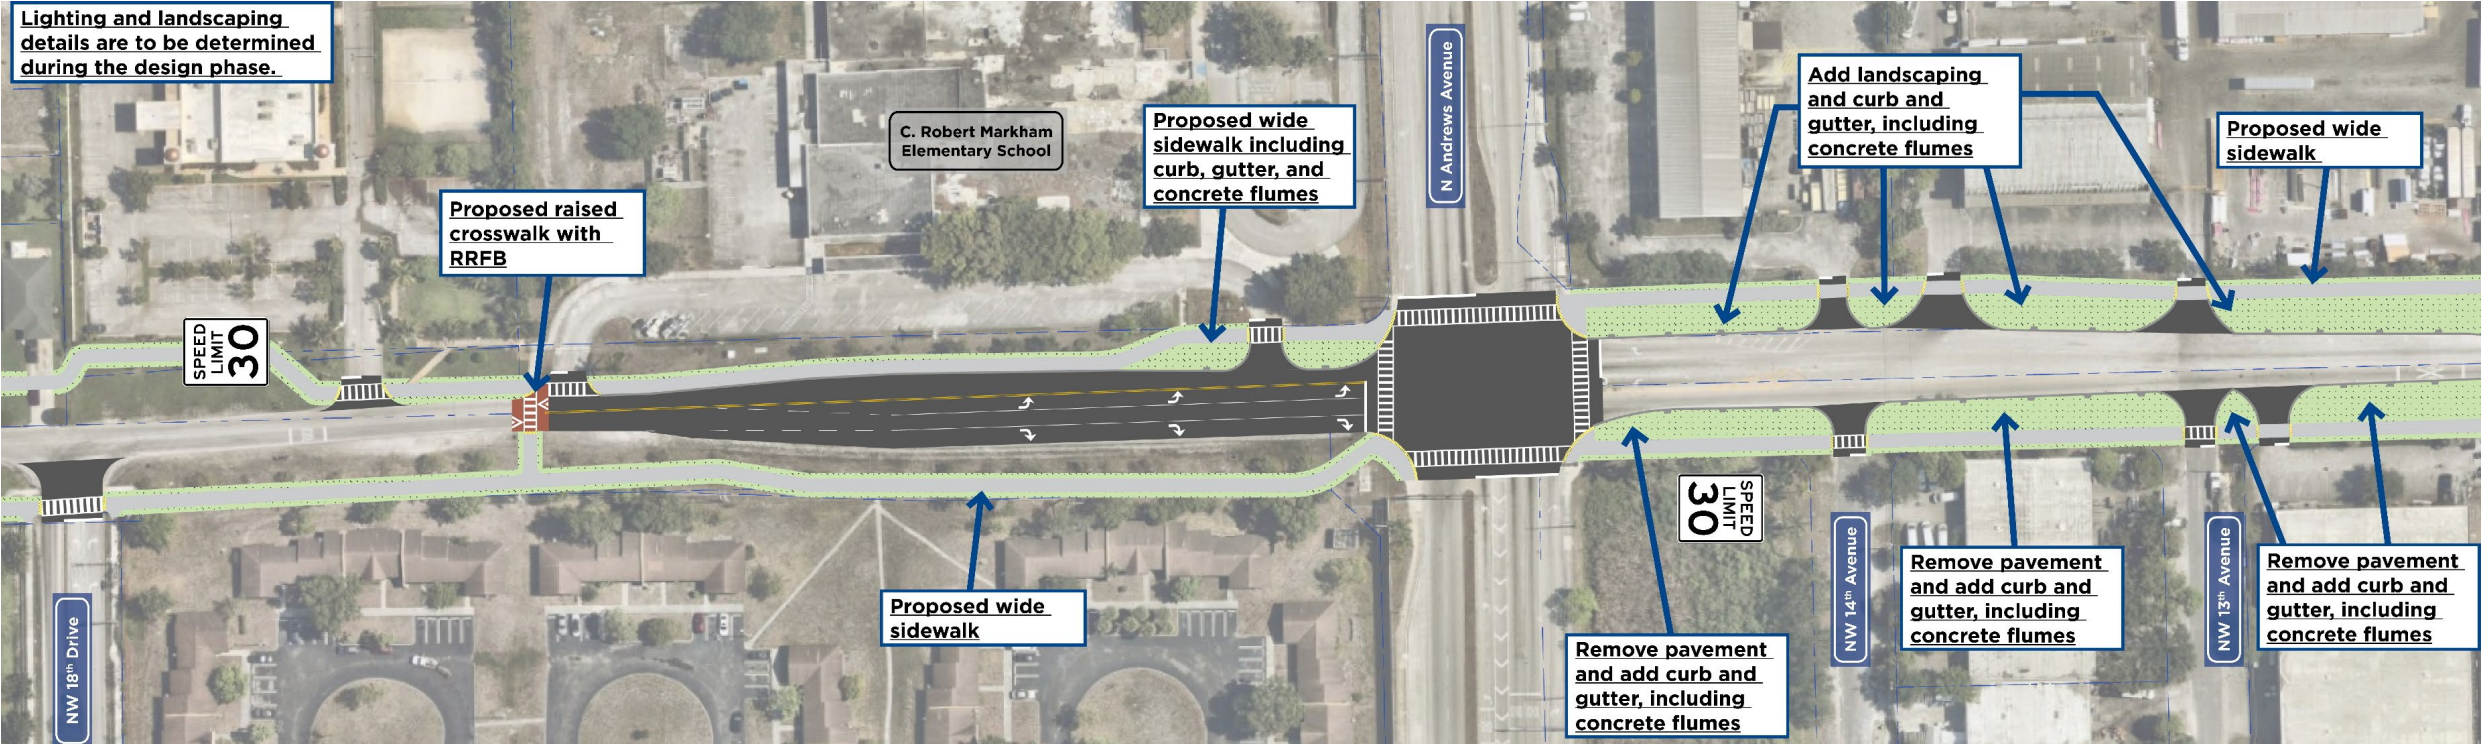 Lighting and landscaping
details are to be determined
during the design phase.
Proposed raised
crosswalk with
RRFB
SPEED
LIMIT
30
C. Robert Markham
Elementary School
Proposed wide
sidewalk including
curb, gutter, and
concrete flumes
N Andrews Avenue
Add landscaping
and curb and
gutter, including
concrete flumes
Proposed wide
sidewalk
NW 18th Drive
Proposed wide
sidewalk
SPEED
LIMIT
30
Remove pavement
and add curb and
gutter, including
concrete flumes
NW 14th Avenue
Remove pavement
and add curb and
gutter, including
concrete flumes
NW 13th Avenue
Remove pavement
and add curb and
gutter, including
concrete flumes